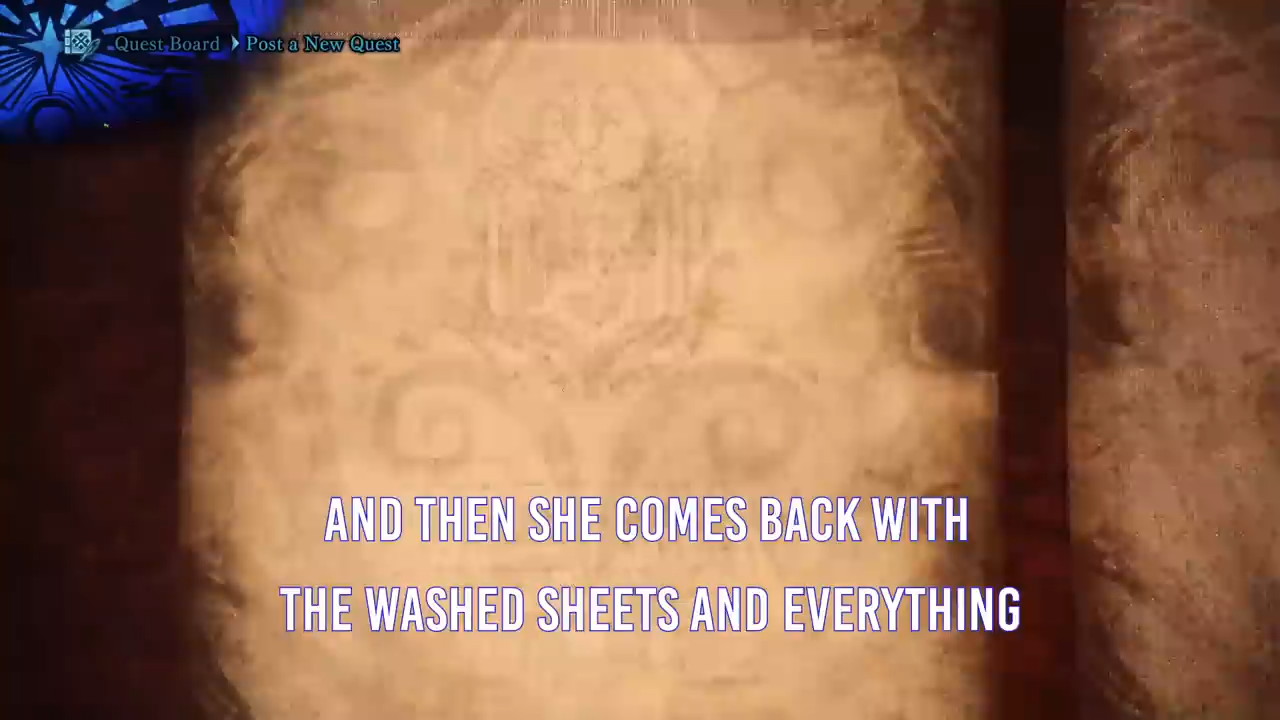 Quest Board Post a New Quest
AND THEN SHE COMES BACK WITH
THE WASHED SHEETS AND EVERYTHING